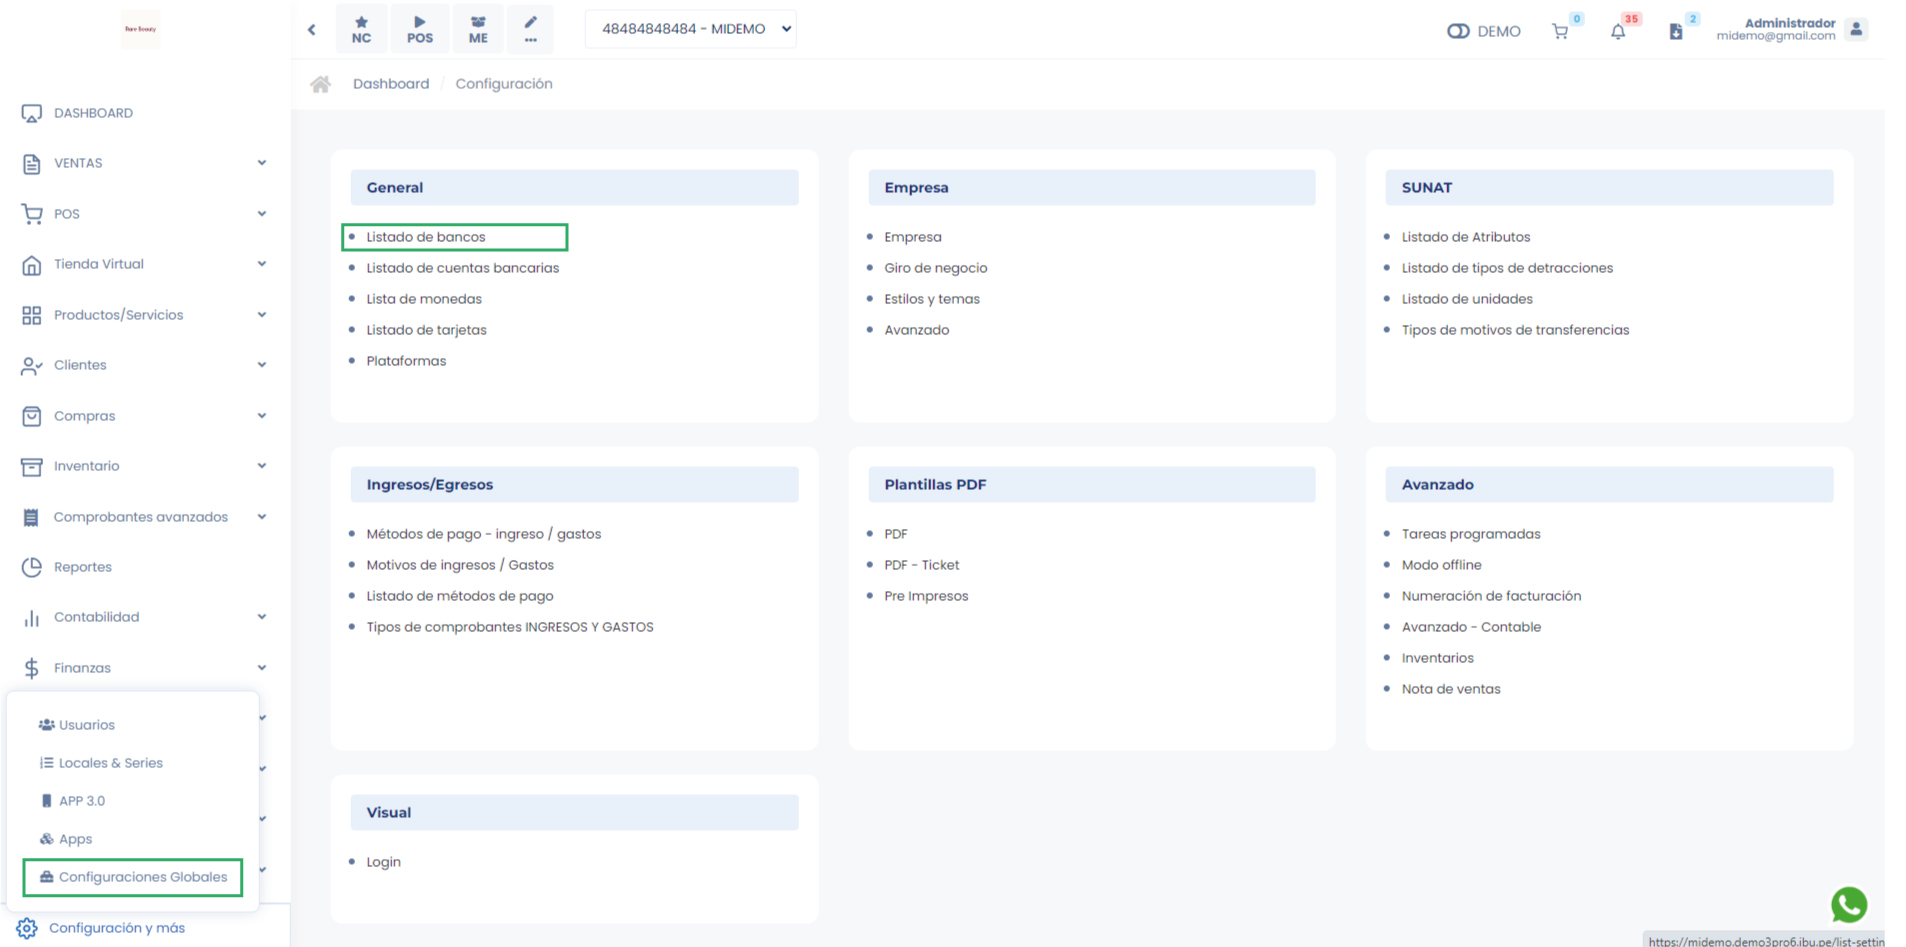 Rare Beauty
NC
POS
ME
...
48484848484 - MIDEMO
DEMO
0
35
2
Administrador
midemo@gmail.com
Dashboard / Configuración
DASHBOARD
VENTAS
POS
Tienda Virtual
Productos/Servicios
Clientes
Compras
Inventario
Comprobantes avanzados
Reportes
Contabilidad
Finanzas
Usuarios
Locales & Series
APP 3.0
Apps
Configuraciones Globales
Configuración y más
General
Listado de bancos
Listado de cuentas bancarias
Lista de monedas
Listado de tarjetas
Plataformas
Empresa
Empresa
Giro de negocio
Estilos y temas
Avanzado
SUNAT
Listado de Atributos
Listado de tipos de detracciones
Listado de unidades
Tipos de motivos de transferencias
Ingresos/Egresos
Métodos de pago - ingreso / gastos
Motivos de ingresos / Gastos
Listado de métodos de pago
Tipos de comprobantes INGRESOS Y GASTOS
Plantillas PDF
PDF
PDF - Ticket
Pre Impresos
Avanzado
Tareas programadas
Modo offline
Numeración de facturación
Avanzado - Contable
Inventarios
Nota de ventas
Visual
Login
https://midemo.demo3pro6.ibu.pe/list-settin